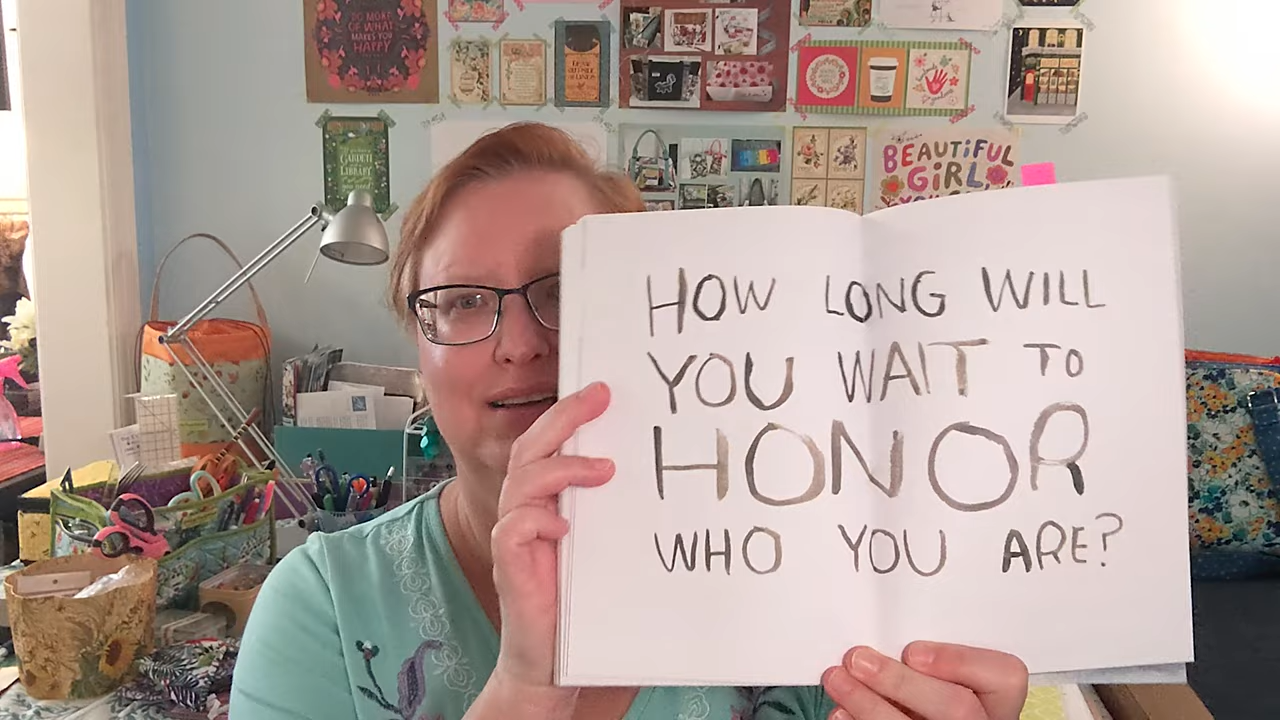 DO MORE
OF WHAT
MAKES YOU
HAPPY
GARDEN
LIBRARY
BEAUTIFUL
GIRL
HOW LONG WILL
YOU WAIT TO
HONOR
WHO YOU ARE?